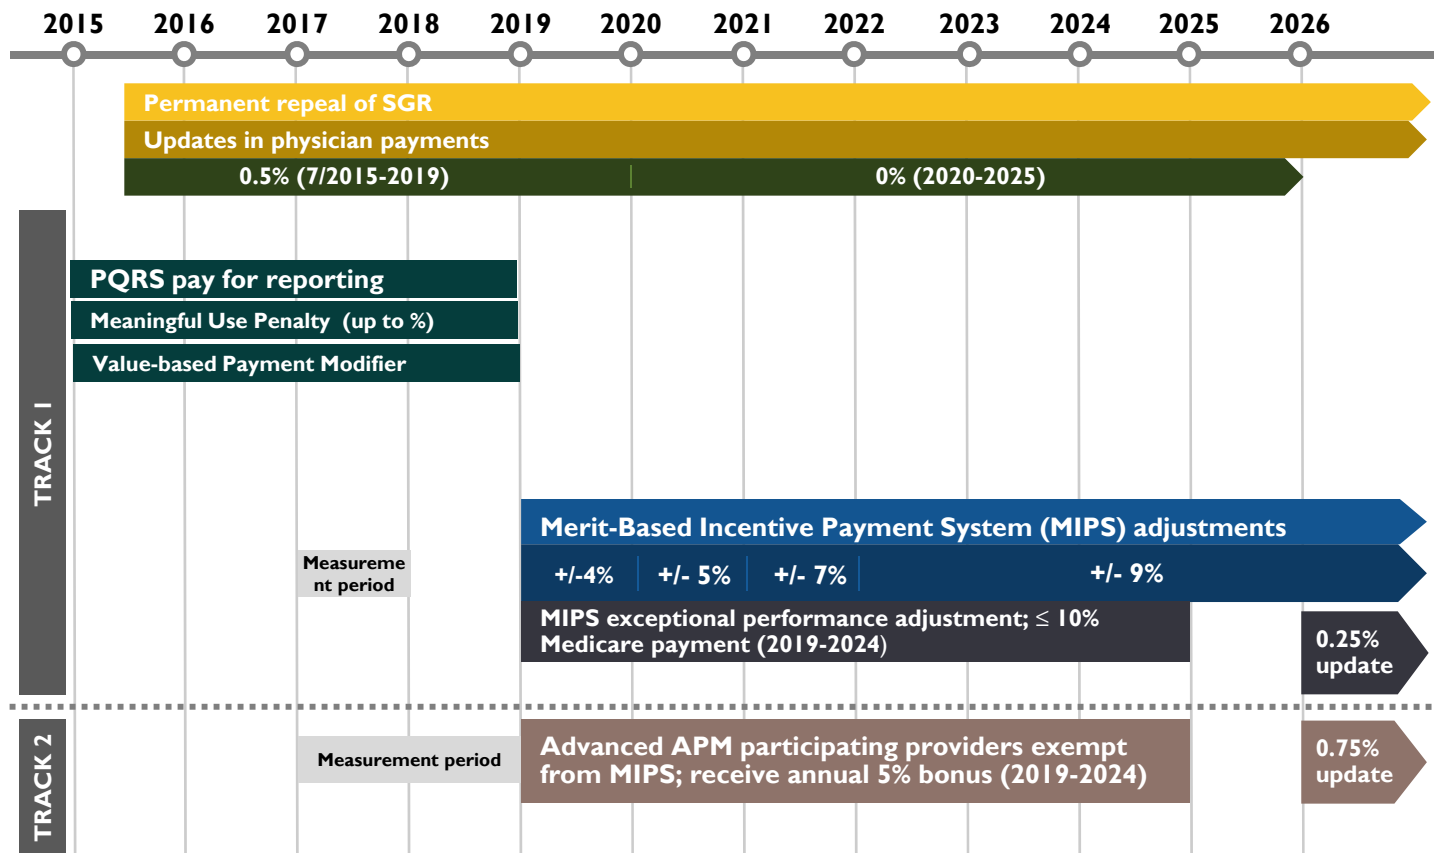 2015 2016 2017 2018 2019 2020 2021 2022 2023 2024 2025 2026
Permanent repeal of SGR
Updates in physician payments
0.5% (7/2015-2019) 0% (2020-2025)
TRACK 1
PQRS pay for reporting
Meaningful Use Penalty (up to %)
Value-based Payment Modifier
Merit-Based Incentive Payment System (MIPS) adjustments
Measureme
nt period
+/-4% +/- 5% +/- 7% +/- 9%
MIPS exceptional performance adjustment; ≤ 10%
Medicare payment (2019-2024)
0.25%
update
TRACK 2
Measurement period
Advanced APM participating providers exempt
from MIPS; receive annual 5% bonus (2019-2024)
0.75%
update